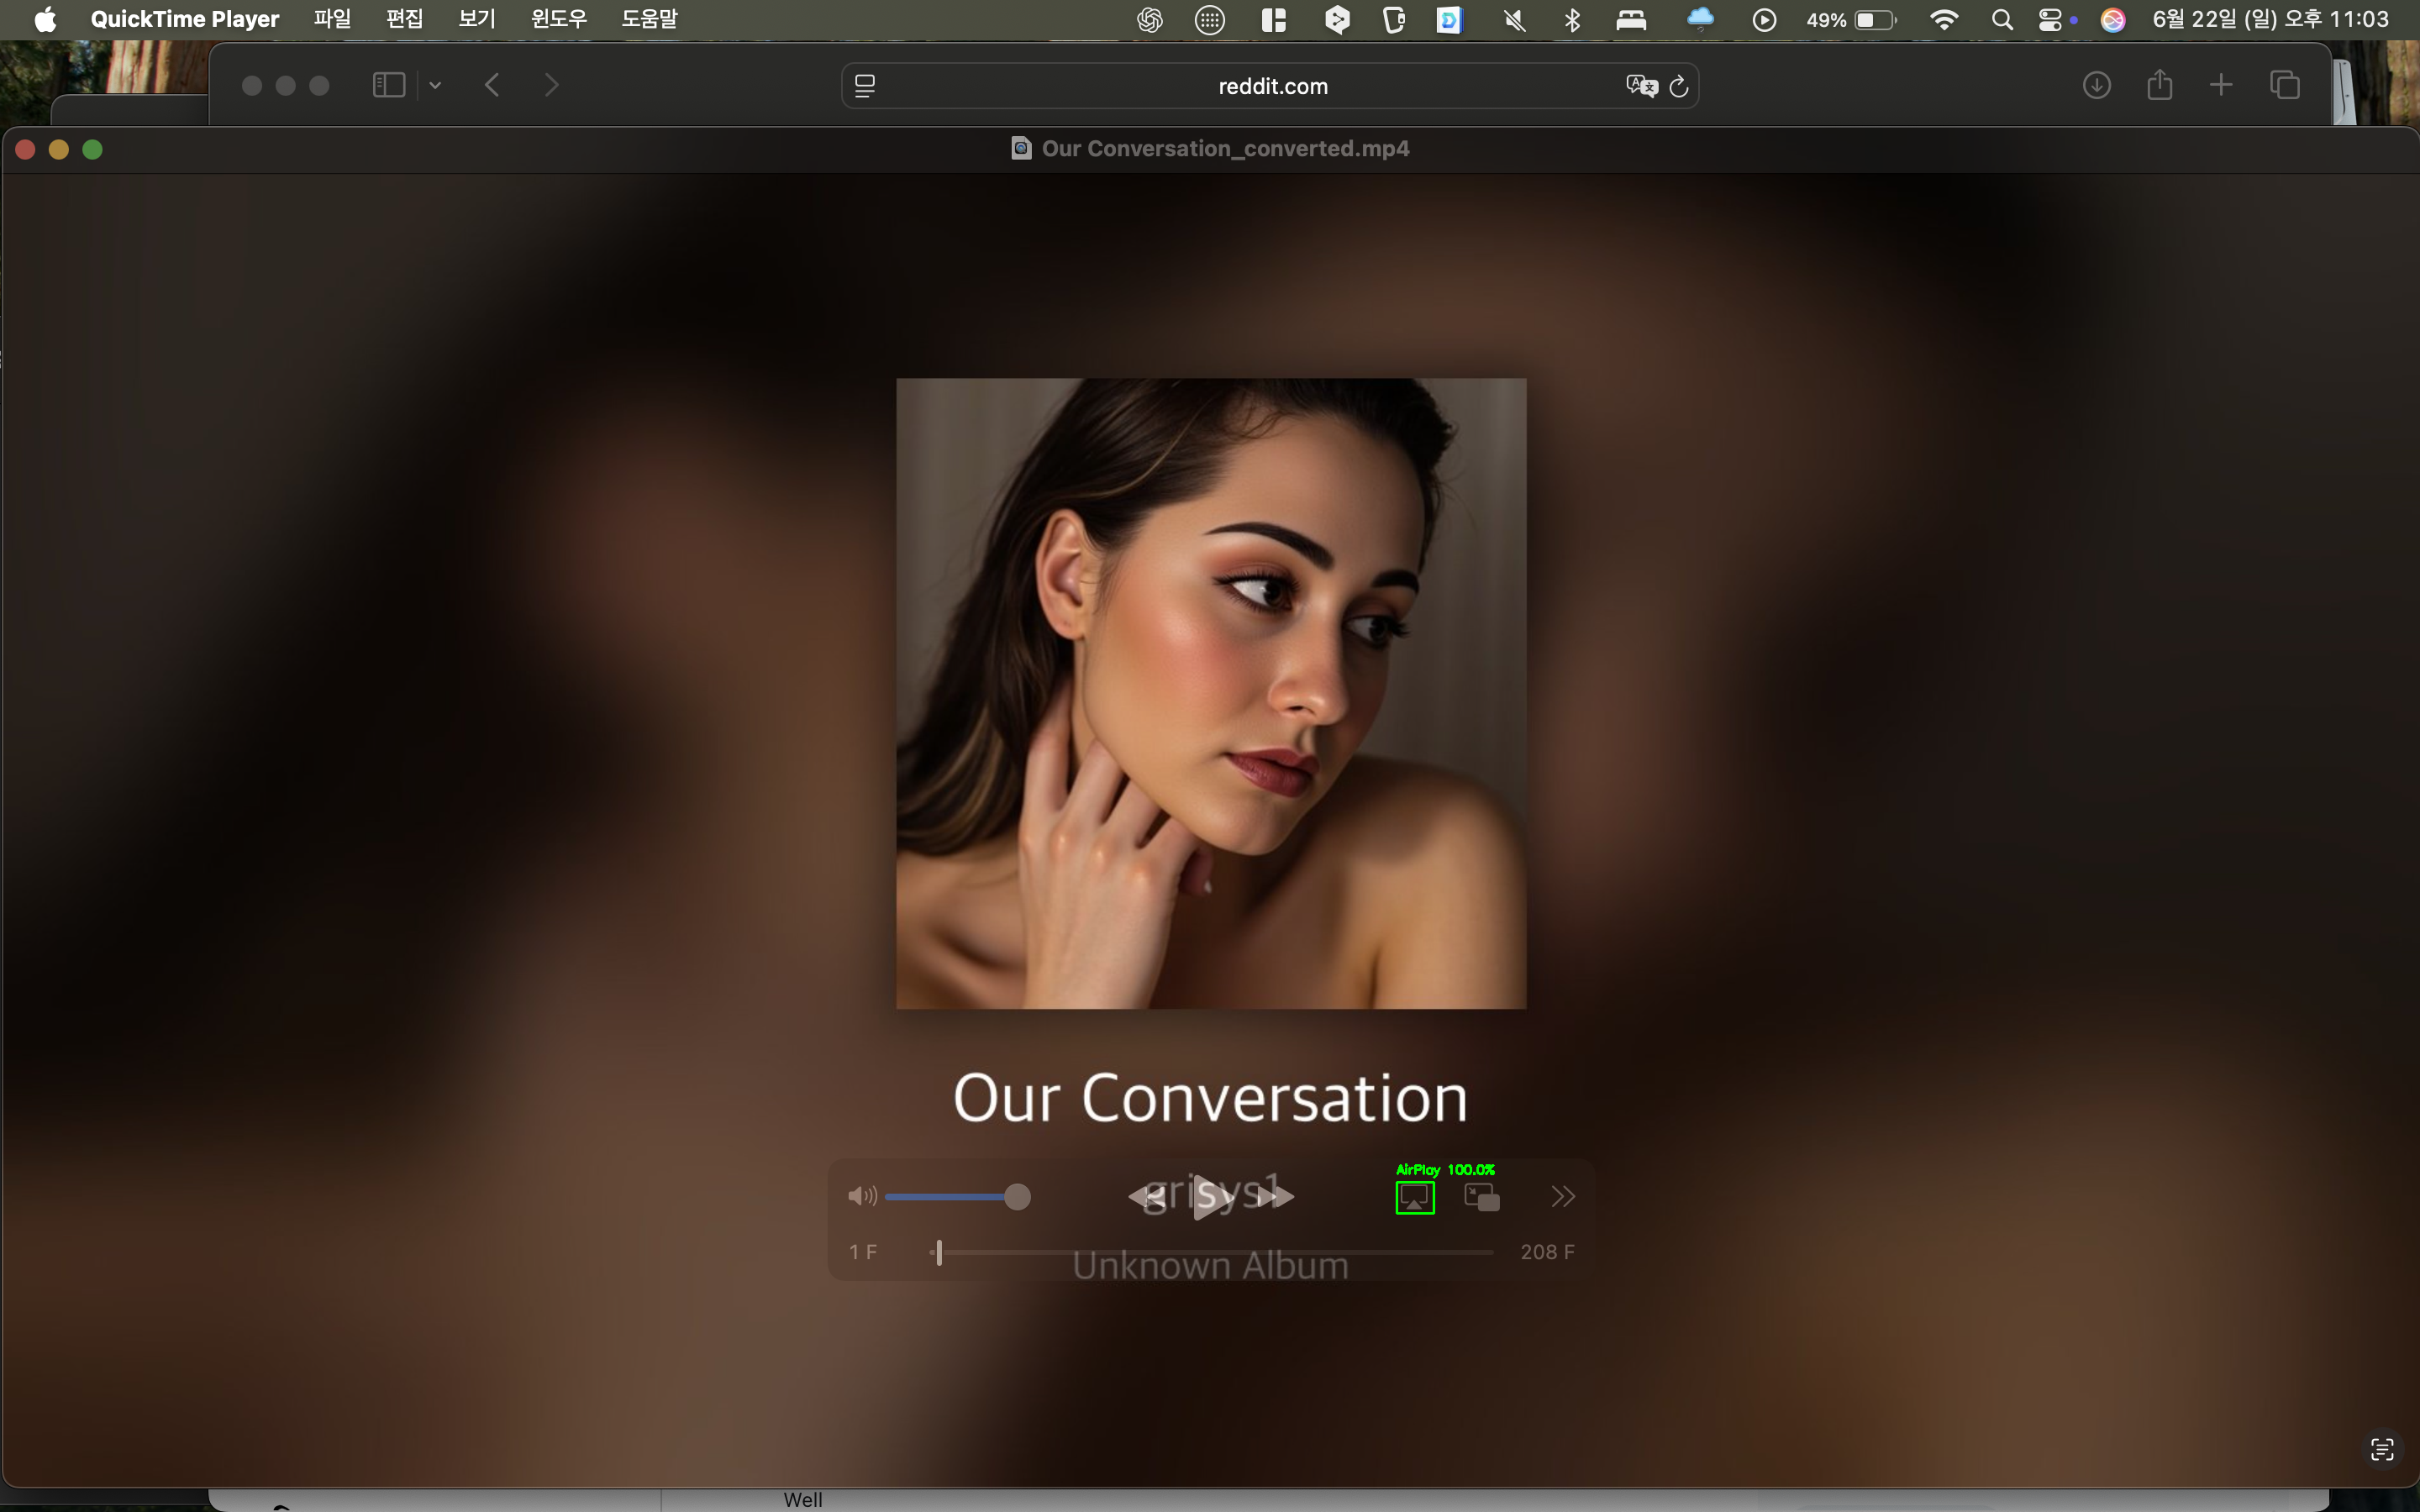 QuickTime Player 파일 편집 보기 윈도우 도움말 49% 6월 22일 (일) 오후 11:03
reddit.com
Our Conversation_converted.mp4
Our Conversation
AirPlay 100.0%
grisys1
1 F 208 F
Unknown Album
Well